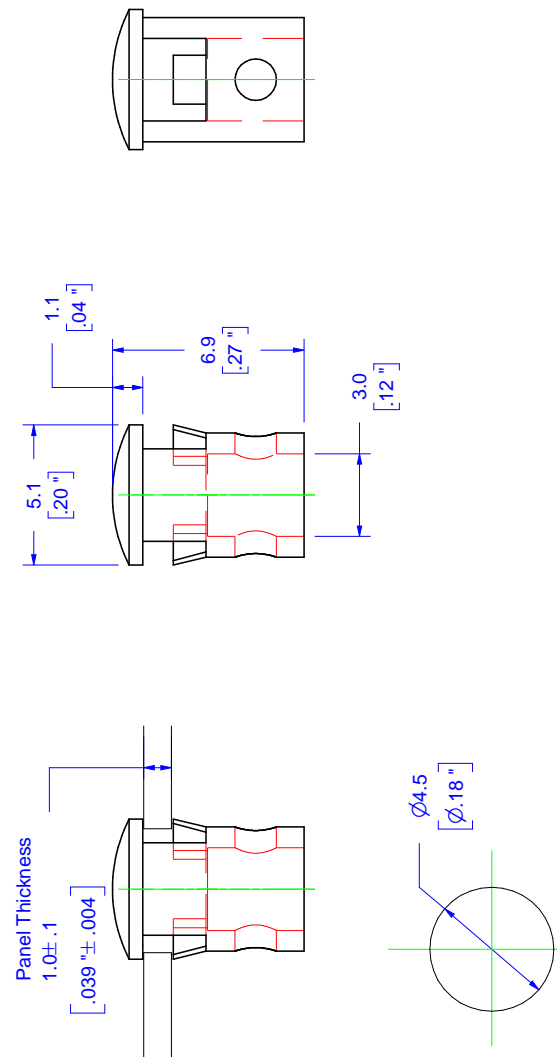 1.1
[.04 "]
6.9
[.27 "]
5.1
[.20 "]
3.0
[.12 "]
Panel Thickness
1.0± .1
[.039 "± .004]
Ø4.5
[Ø.18 "]